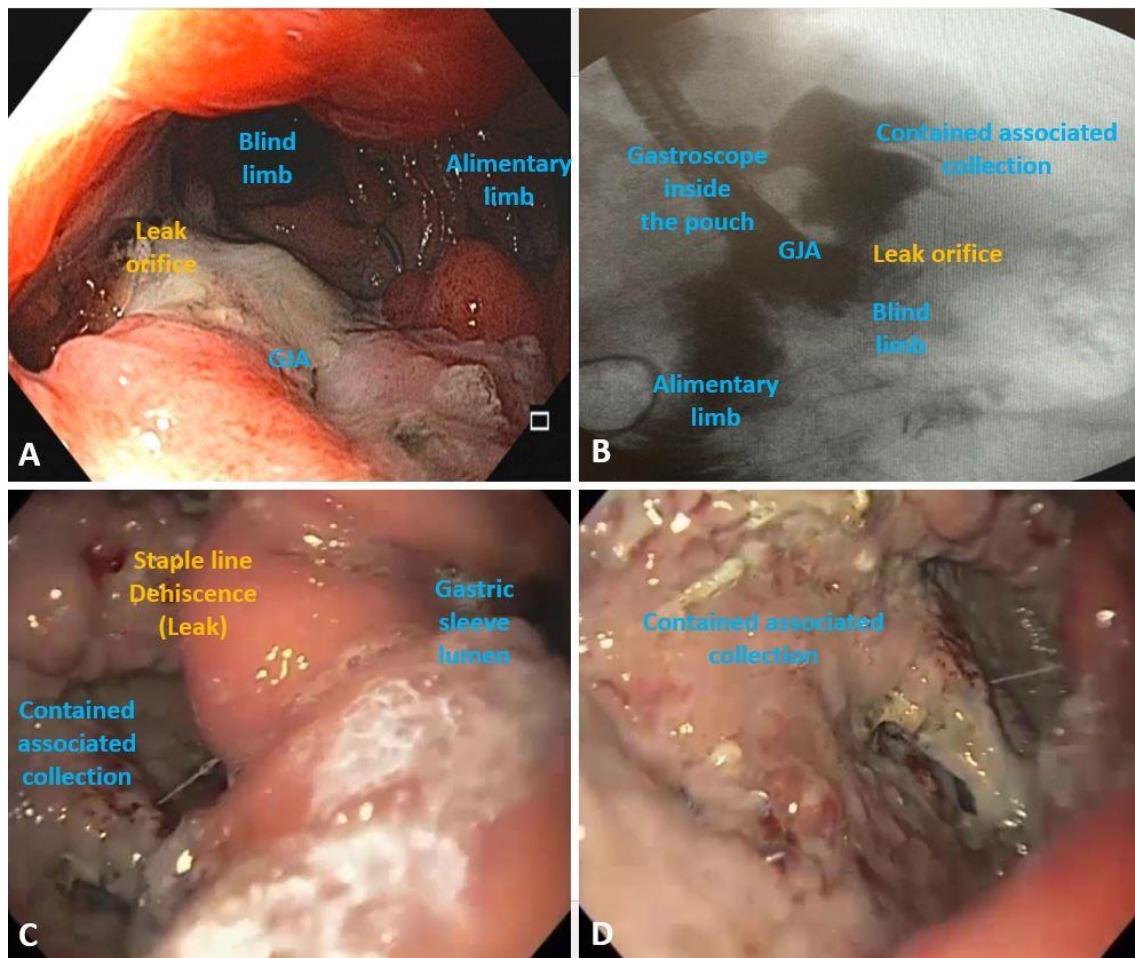 Blind
limb
Alimentary
limb
Leak
orifice
GJA
A
Contained associated
collection
Gastroscope
inside
the pouch
GJA
Leak orifice
Blind
limb
Alimentary
limb
B
Staple line
Dehiscence
(Leak)
Gastric
sleeve
lumen
Contained
associated
collection
C
Contained associated
collection
D